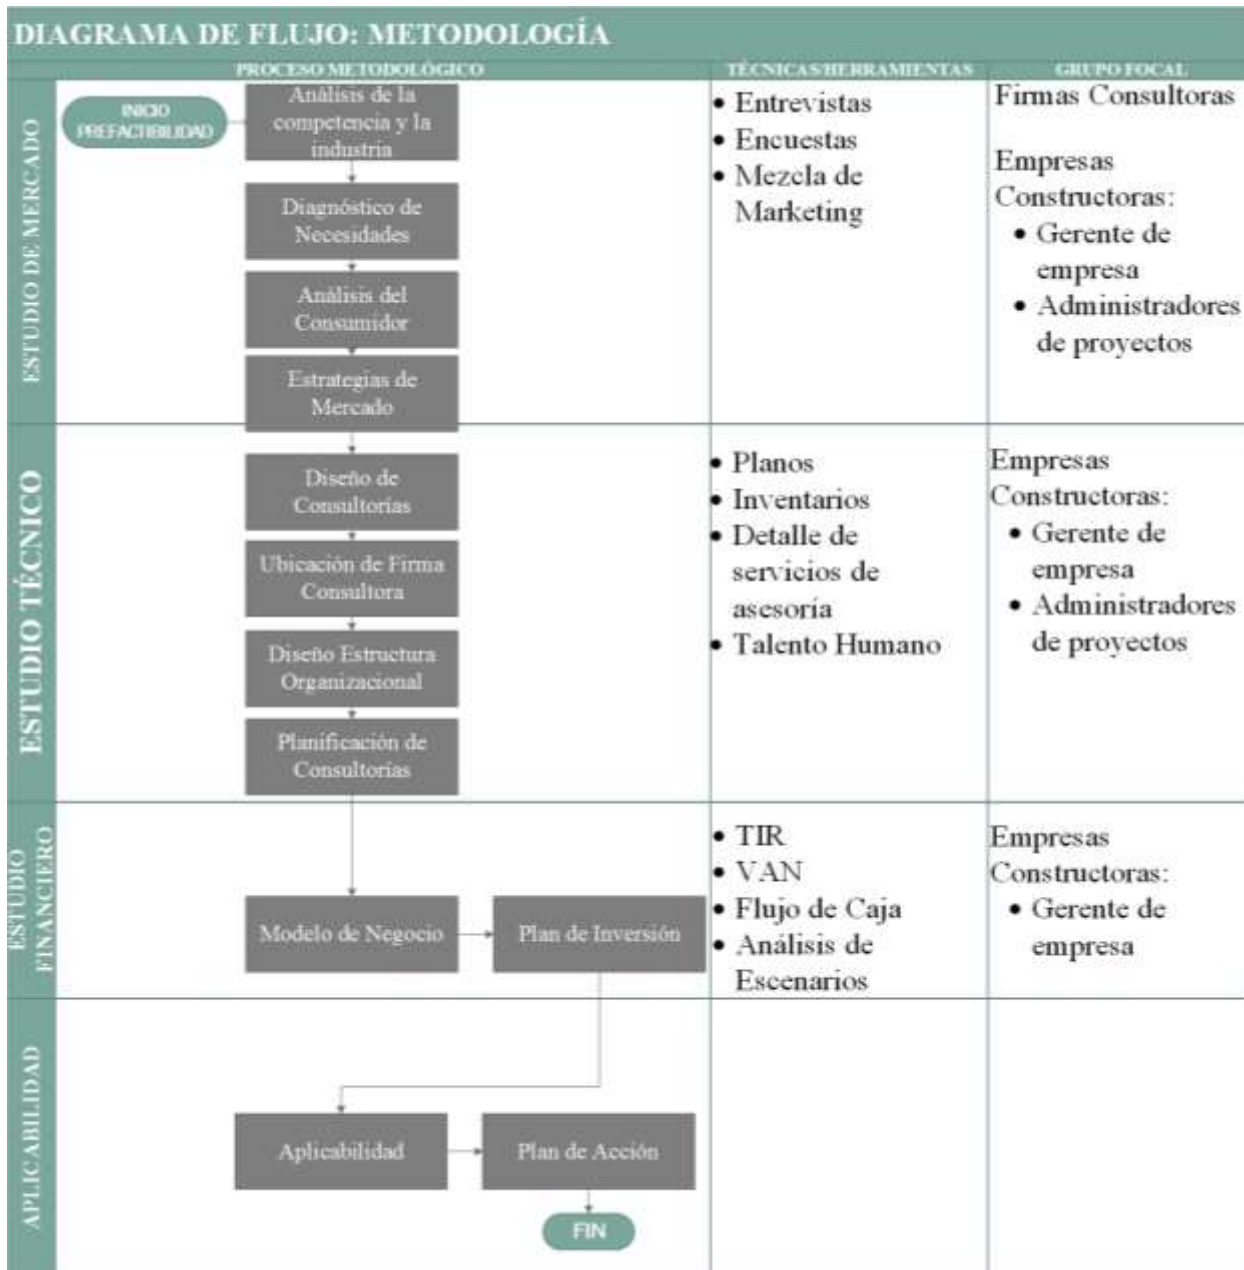 DIAGRAMA DE FLUJO: METODOLOGÍA
PROCESO METODOLÓGICO
TÉCNICAS/HERRAMIENTAS
GRUPO FOCAL
ESTUDIO DE MERCADO
INICIO
PREFACTIBILIDAD
Análisis de la
competencia y la
industria
Diagnóstico de
Necesidades
Análisis del
Consumidor
Estrategias de
Mercado
• Entrevistas
• Encuestas
• Mezcla de
Marketing
Firmas Consultoras
Empresas
Constructoras:
• Gerente de
empresa
• Administradores
de proyectos
ESTUDIO TÉCNICO
Diseño de
Consultorías
Ubicación de Firma
Consultora
Diseño Estructura
Organizacional
Planificación de
Consultorías
• Planos
• Inventarios
• Detalle de
servicios de
asesoría
• Talento Humano
Empresas
Constructoras:
• Gerente de
empresa
• Administradores
de proyectos
ESTUDIO
FINANCIERO
Modelo de Negocio
Plan de Inversión
• TIR
• VAN
• Flujo de Caja
• Análisis de
Escenarios
Empresas
Constructoras:
• Gerente de
empresa
APLICABILIDAD
Aplicabilidad
Plan de Acción
FIN